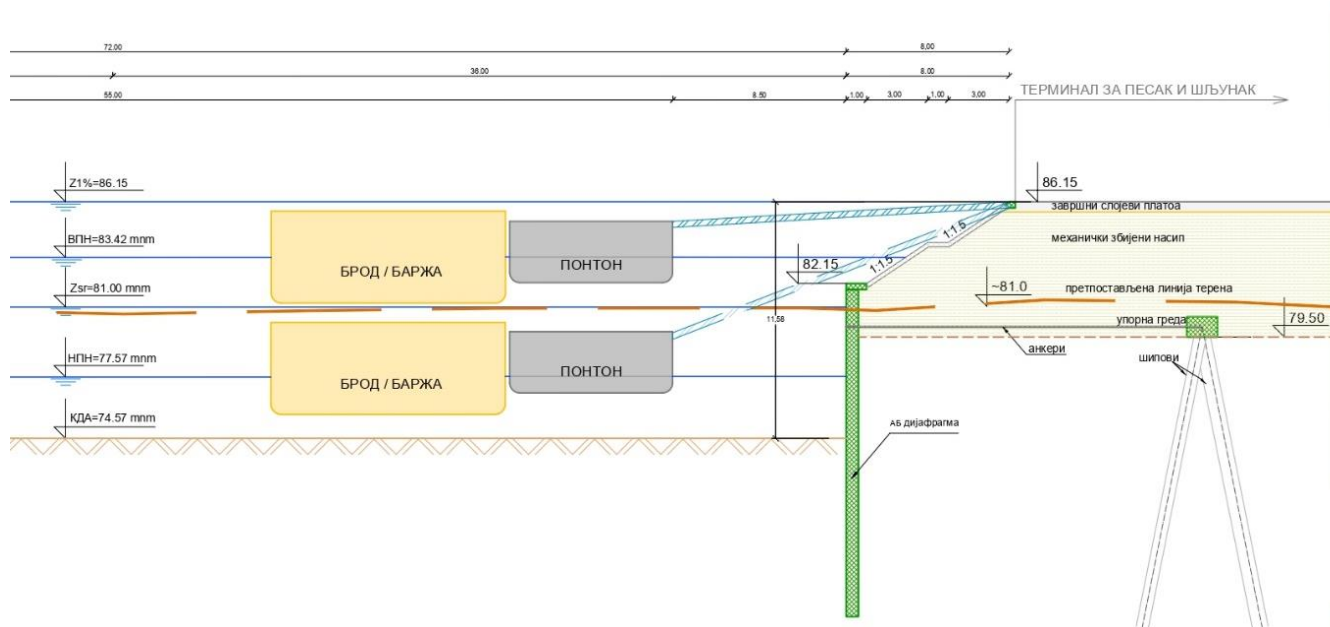 72.00 8,00
38.00 8.00
55.00 8.50 1.00 3,00 1,00 3,00
ТЕРМИНАЛ ЗА ПЕСАК И ШЉУНАК
Z1%=86.15
86.15
завршни слојеви платоа
ВПН=83.42 mnm
механички збијени насип
1:1.5
82.15
1:1.5
БРОД / БАРЖА
ПОНТОН
Zsr=81.00 mnm
~81.0
претпостављена линија терена
11.58
упорна греда
79.50
анкери
шипови
НПН=77.57 mnm
БРОД / БАРЖА
ПОНТОН
КДА=74.57 mnm
АБ дијафрагма